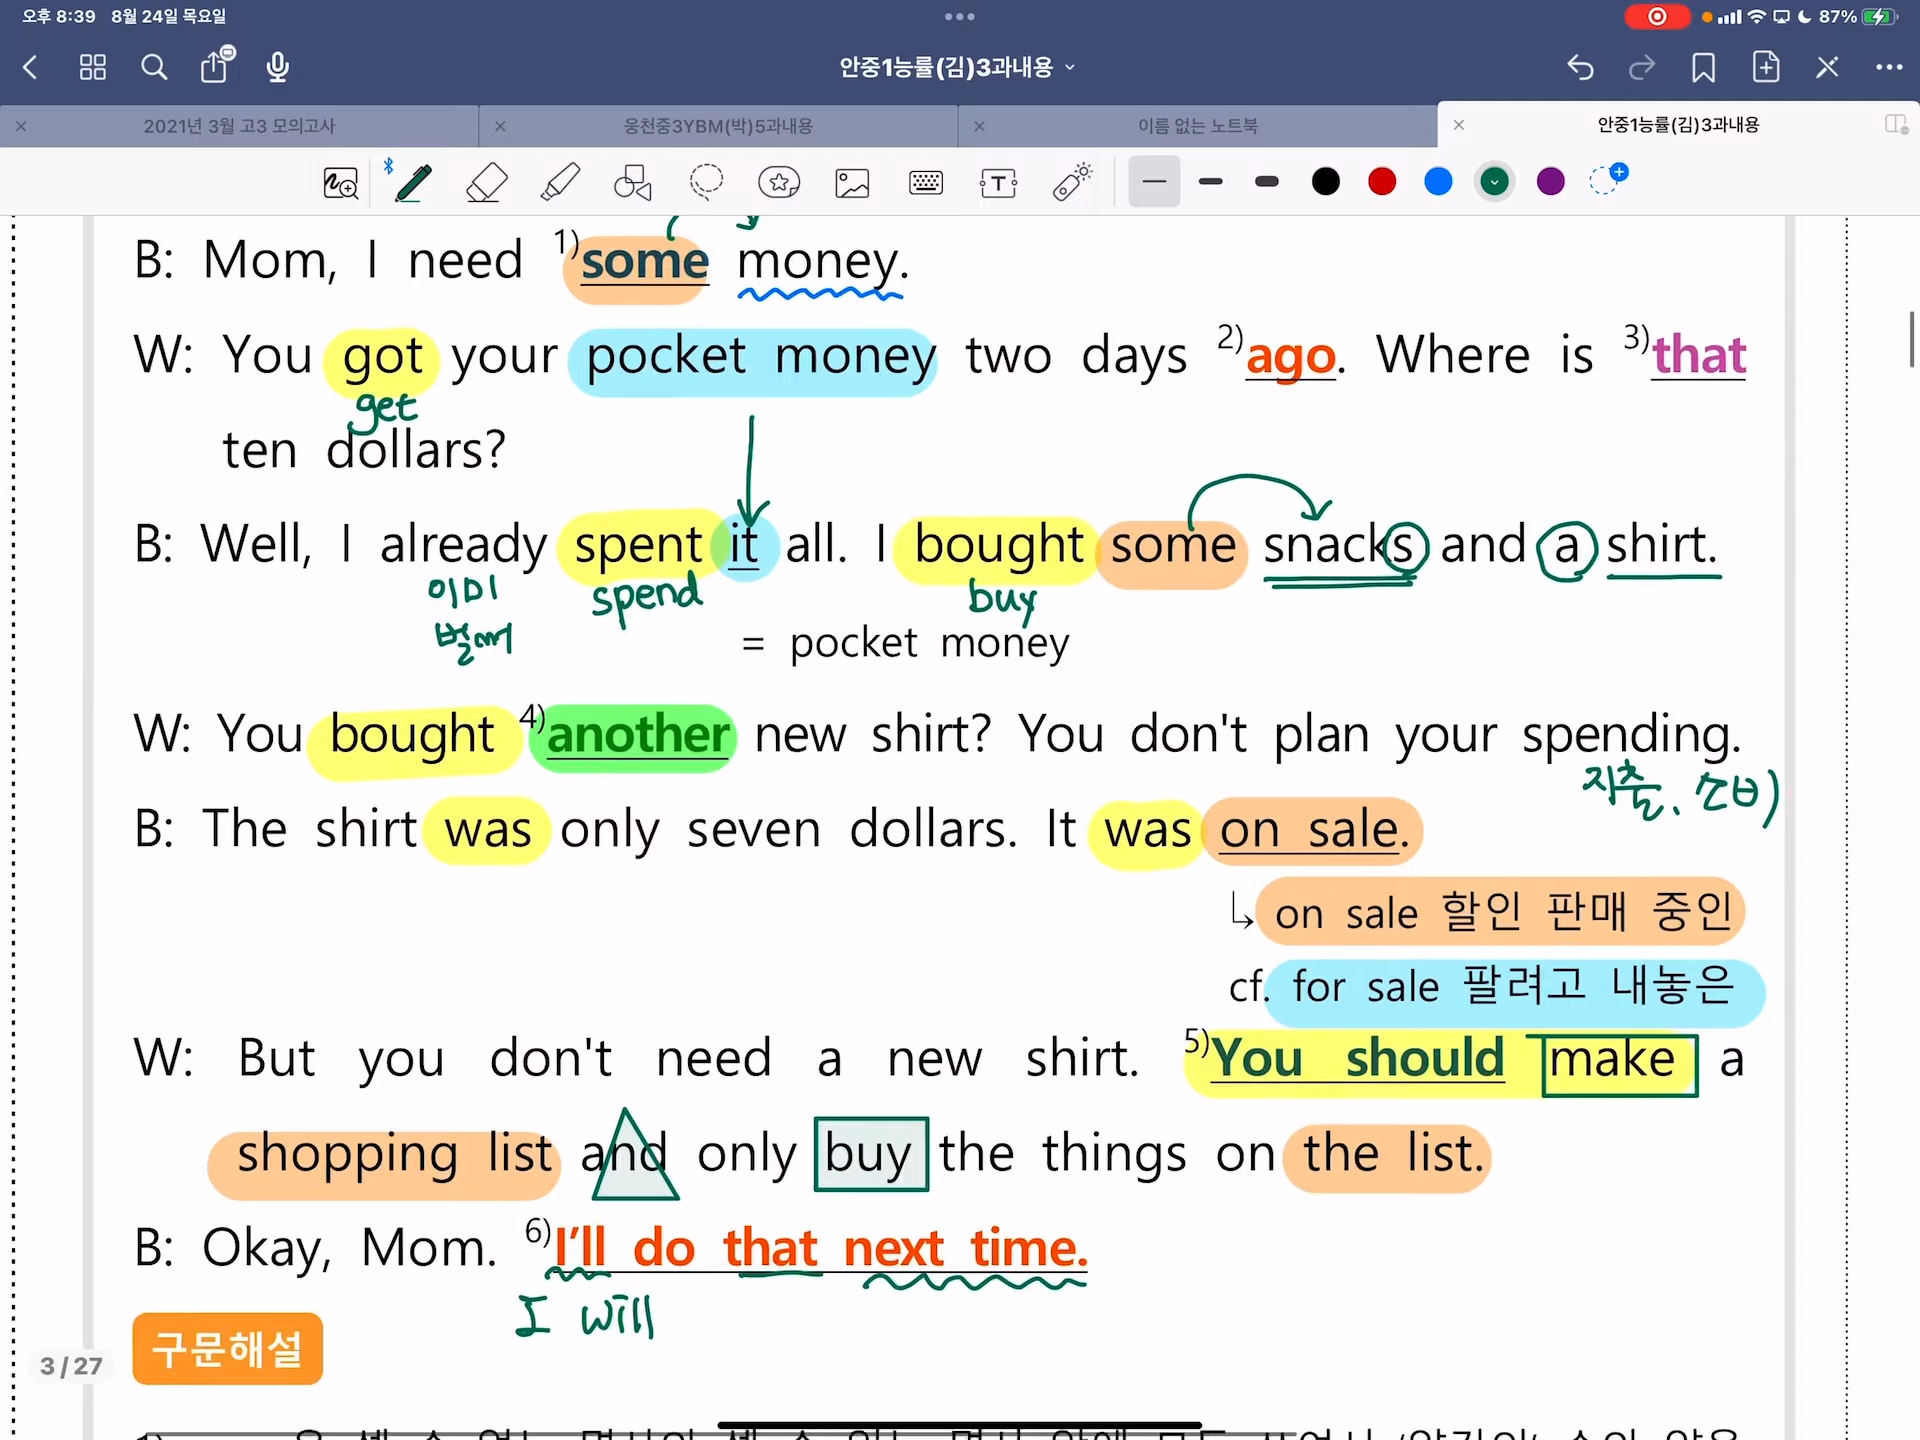 오후 8:39 8월 24일 목요일
87%
안중1능률(김)3과내용
2021년 3월 고3 모의고사
웅천중3YBM(박)5과내용
이름 없는 노트북
안중1능률(김)3과내용
B: Mom, I need 1)some money.
W: You got your pocket money two days 2)ago. Where is 3)that
get
ten dollars?
B: Well, I already spent it all. I bought some snacks and a shirt.
이미 spend buy
벌써
= pocket money
W: You bought 4)another new shirt? You don't plan your spending.
지출, 소비)
B: The shirt was only seven dollars. It was on sale.
↳ on sale 할인 판매 중인
cf. for sale 팔려고 내놓은
W: But you don't need a new shirt. 5)You should make a
shopping list and only buy the things on the list.
B: Okay, Mom. 6)I'll do that next time.
I will
구문해설
3 / 27